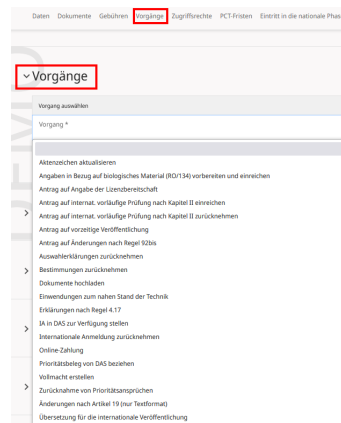 Daten Dokumente Gebühren Vorgänge Zugriffsrechte PCT-Fristen Eintritt in die nationale Phas
Vorgänge
Vorgang auswählen
Vorgang *
Aktenzeichen aktualisieren
Angaben in Bezug auf biologisches Material (RO/134) vorbereiten und einreichen
Antrag auf Angabe der Lizenzbereitschaft
Antrag auf internat. vorläufige Prüfung nach Kapitel II einreichen
Antrag auf internat. vorläufige Prüfung nach Kapitel II zurücknehmen
Antrag auf vorzeitige Veröffentlichung
Antrag auf Änderungen nach Regel 92bis
Auswahlerklärungen zurücknehmen
Bestimmungen zurücknehmen
Dokumente hochladen
Einwendungen zum nahen Stand der Technik
Erklärungen nach Regel 4.17
IA in DAS zur Verfügung stellen
Internationale Anmeldung zurücknehmen
Online-Zahlung
Prioritätsbeleg von DAS beziehen
Vollmacht erstellen
Zurücknahme von Prioritätsansprüchen
Änderungen nach Artikel 19 (nur Textformat)
Übersetzung für die internationale Veröffentlichung